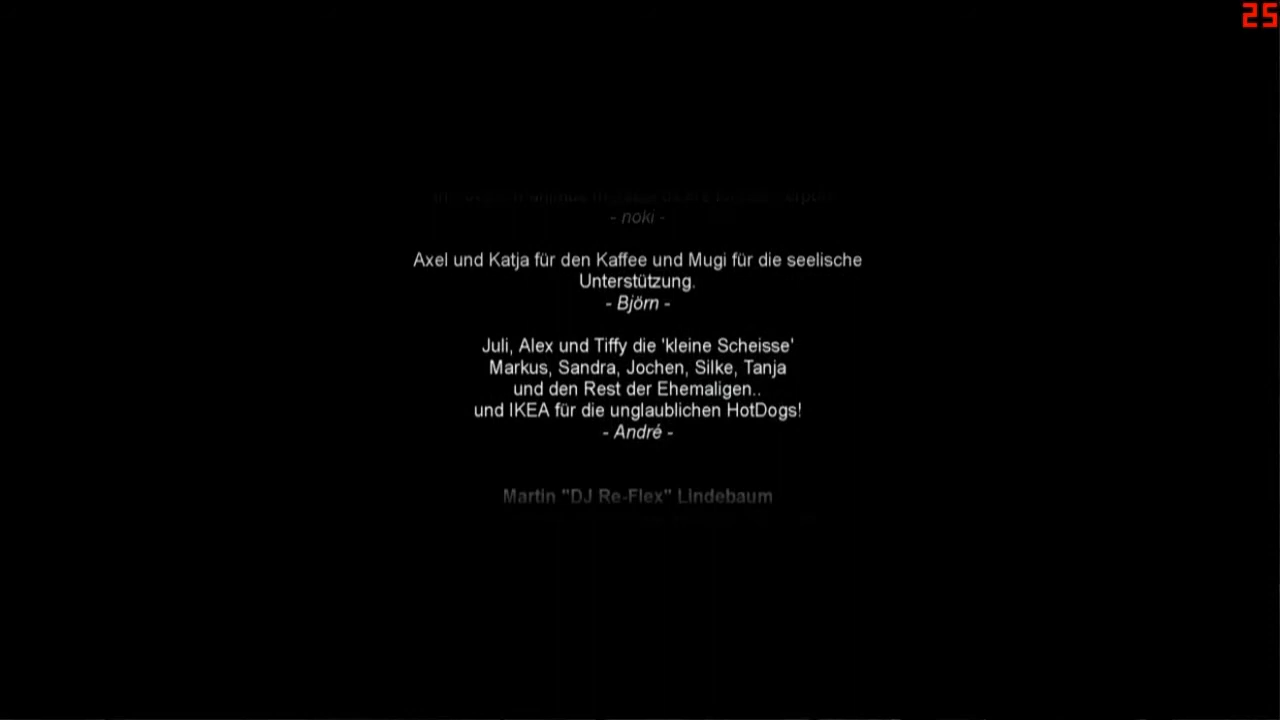 25
- noki -
Axel und Katja für den Kaffee und Mugi für die seelische
Unterstützung.
- Björn -
Juli, Alex und Tiffy die 'kleine Scheisse'
Markus, Sandra, Jochen, Silke, Tanja
und den Rest der Ehemaligen..
und IKEA für die unglaublichen HotDogs!
- André -
Martin "DJ Re-Flex" Lindebaum